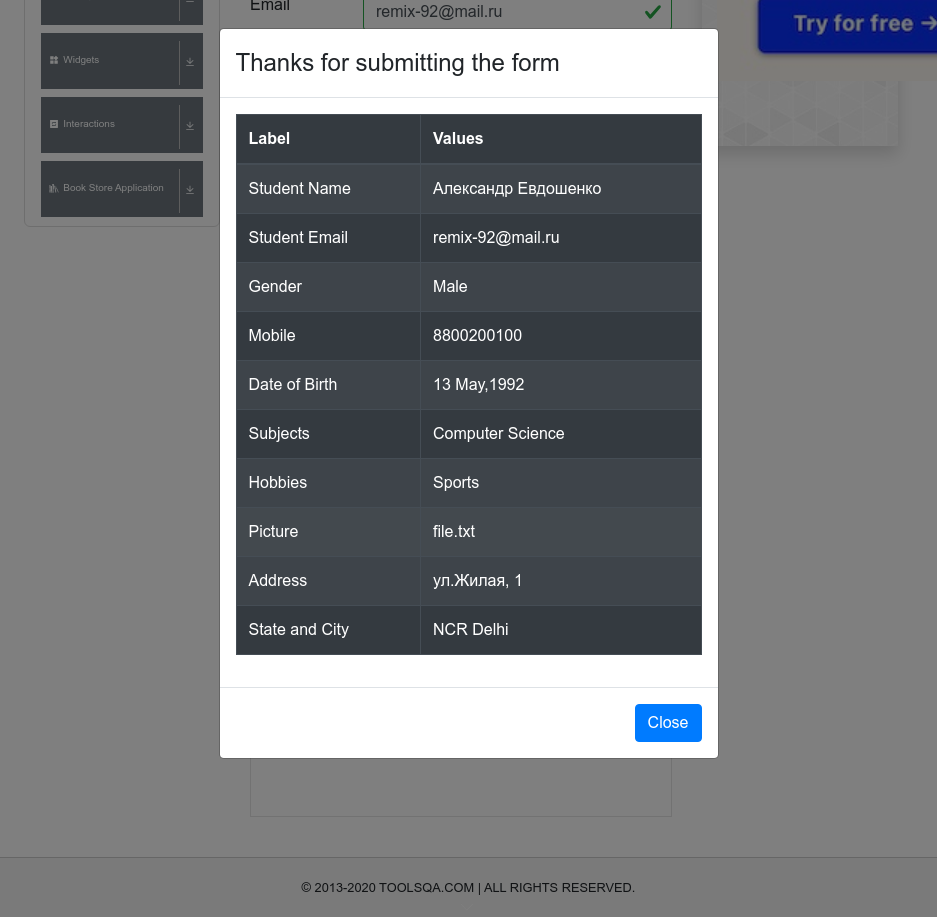 Email
remix-92@mail.ru
Try for free →
Widgets
Interactions
Book Store Application
Thanks for submitting the form
Label Values
Student Name Александр Евдошенко
Student Email remix-92@mail.ru
Gender Male
Mobile 8800200100
Date of Birth 13 May,1992
Subjects Computer Science
Hobbies Sports
Picture file.txt
Address ул.Жилая, 1
State and City NCR Delhi
Close
© 2013-2020 TOOLSQA.COM | ALL RIGHTS RESERVED.